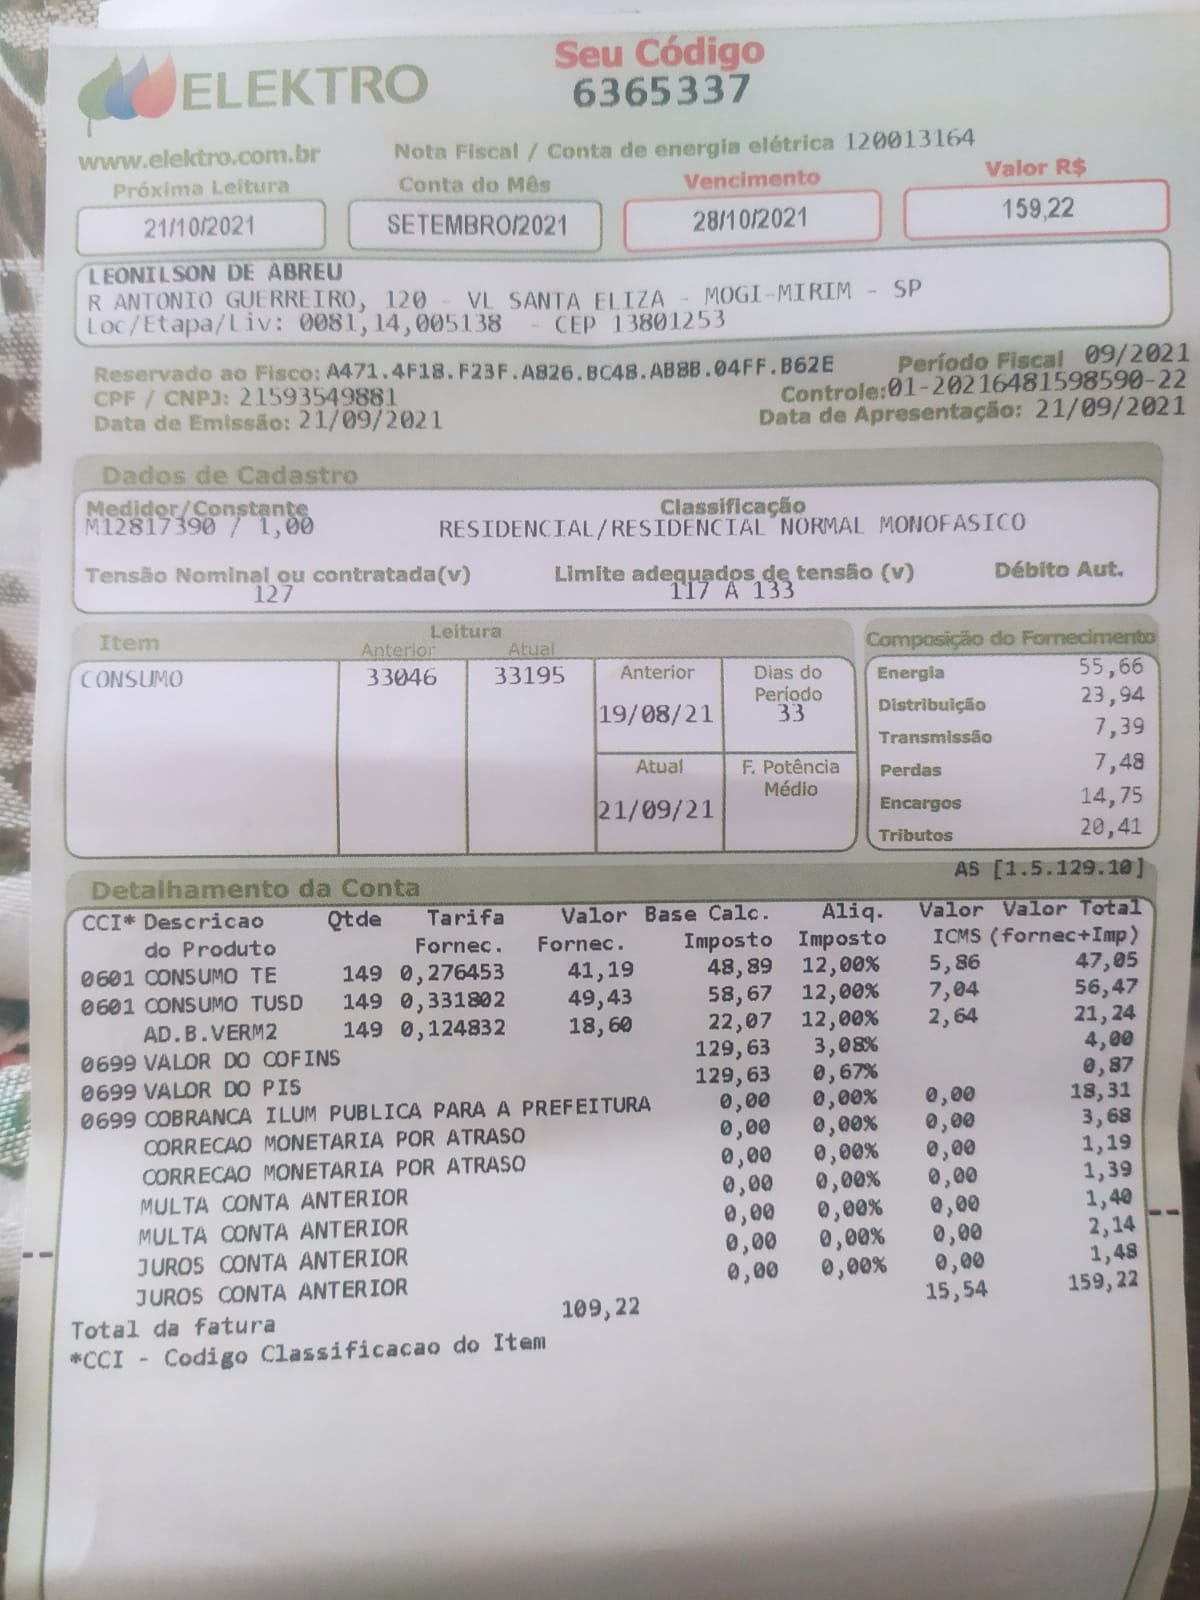 ELEKTRO
Seu Código
6365337
www.elektro.com.br
Nota Fiscal / Conta de energia elétrica 120013164
Próxima Leitura Conta do Mês Vencimento Valor R$
21/10/2021 SETEMBRO/2021 28/10/2021 159,22
LEONILSON DE ABREU
R ANTONIO GUERREIRO, 120 - VL SANTA ELIZA - MOGI-MIRIM - SP
Loc/Etapa/Liv: 0081,14,005138 - CEP 13801253
Reservado ao Fisco: A471.4F18.F23F.A826.BC48.AB8B.04FF.B62E Período Fiscal 09/2021
CPF / CNPJ: 21593549881 Controle:01-20216481598590-22
Data de Emissão: 21/09/2021 Data de Apresentação: 21/09/2021
Dados de Cadastro
Medidor/Constante Classificação
M12817390 / 1,00 RESIDENCIAL/RESIDENCIAL NORMAL MONOFASICO
Tensão Nominal ou contratada(v) Limite adequados de tensão (v) Débito Aut.
127 117 A 133
Item Leitura
Anterior Atual
CONSUMO 33046 33195
Anterior
19/08/21
Dias do
Período
33
Atual
21/09/21
F. Potência
Médio
Composição do Fornecimento
Energia 55,66
Distribuição 23,94
Transmissão 7,39
Perdas 7,48
Encargos 14,75
Tributos 20,41
AS [1.5.129.10]
Detalhamento da Conta
CCI* Descricao Qtde Tarifa Valor Base Calc. Aliq. Valor Valor Total
do Produto Fornec. Fornec. Imposto Imposto ICMS (fornec+Imp)
0601 CONSUMO TE 149 0,276453 41,19 48,89 12,00% 5,86 47,05
0601 CONSUMO TUSD 149 0,331802 49,43 58,67 12,00% 7,04 56,47
AD.B.VERM2 149 0,124832 18,60 22,07 12,00% 2,64 21,24
0699 VALOR DO COFINS 129,63 3,08% 4,00
0699 VALOR DO PIS 129,63 0,67% 0,87
0699 COBRANCA ILUM PUBLICA PARA A PREFEITURA 0,00 0,00% 0,00 18,31
CORRECAO MONETARIA POR ATRASO 0,00 0,00% 0,00 3,68
CORRECAO MONETARIA POR ATRASO 0,00 0,00% 0,00 1,19
MULTA CONTA ANTERIOR 0,00 0,00% 0,00 1,39
MULTA CONTA ANTERIOR 0,00 0,00% 0,00 1,40
JUROS CONTA ANTERIOR 0,00 0,00% 0,00 2,14
JUROS CONTA ANTERIOR 0,00 0,00% 0,00 1,48
Total da fatura 109,22 15,54 159,22
*CCI - Codigo Classificacao do Item